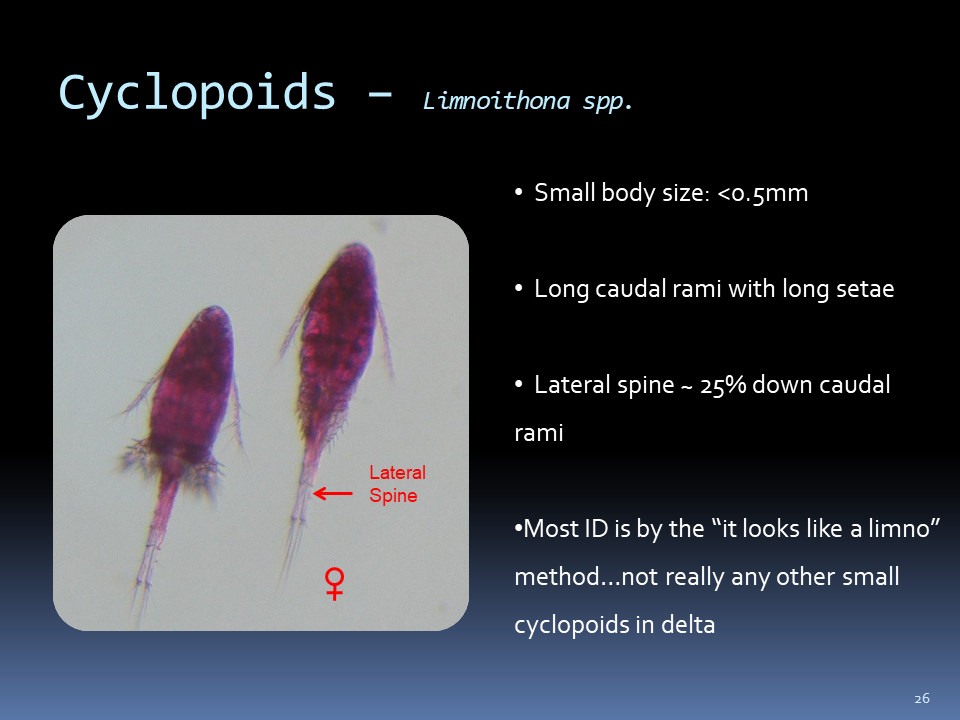 Cyclopoids – Limnoithona spp.
• Small body size: <0.5mm
• Long caudal rami with long setae
• Lateral spine ~ 25% down caudal
rami
Lateral
Spine
•Most ID is by the “it looks like a limno”
method…not really any other small
cyclopoids in delta
♀
26